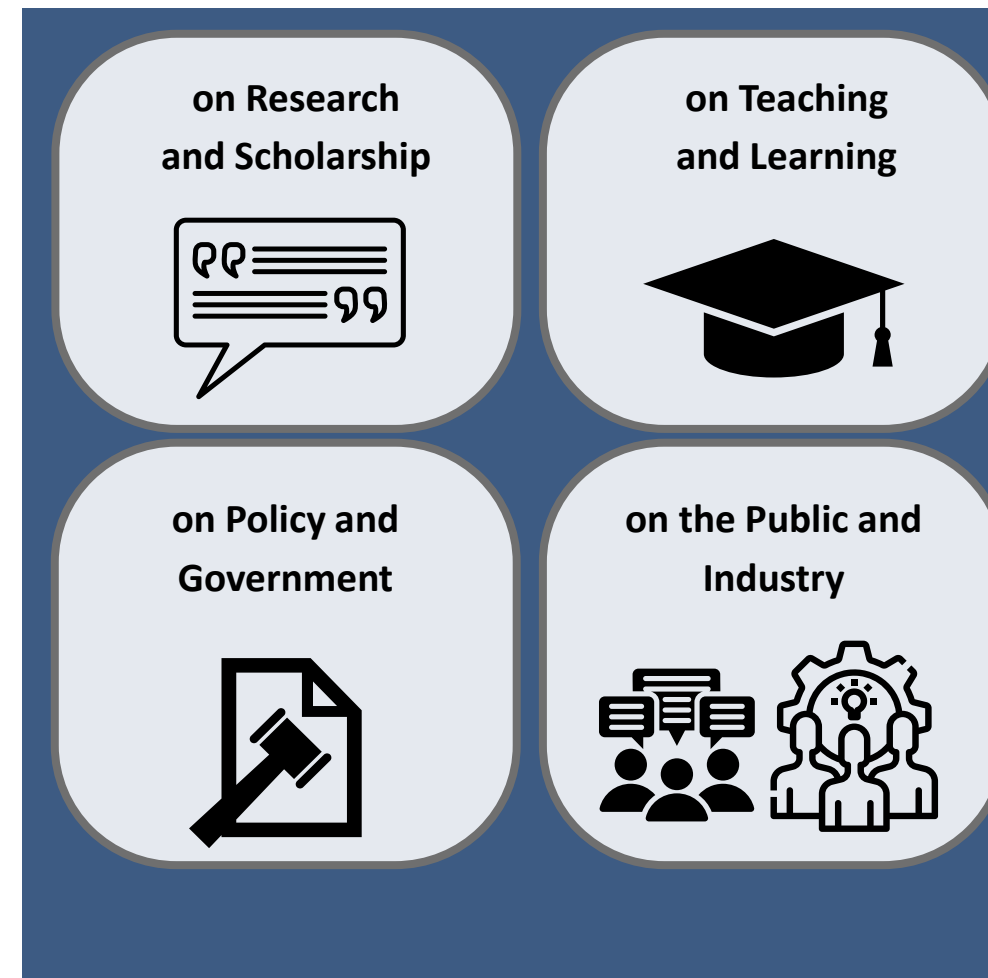 on Research
and Scholarship
on Teaching
and Learning
on Policy and
Government
on the Public and
Industry